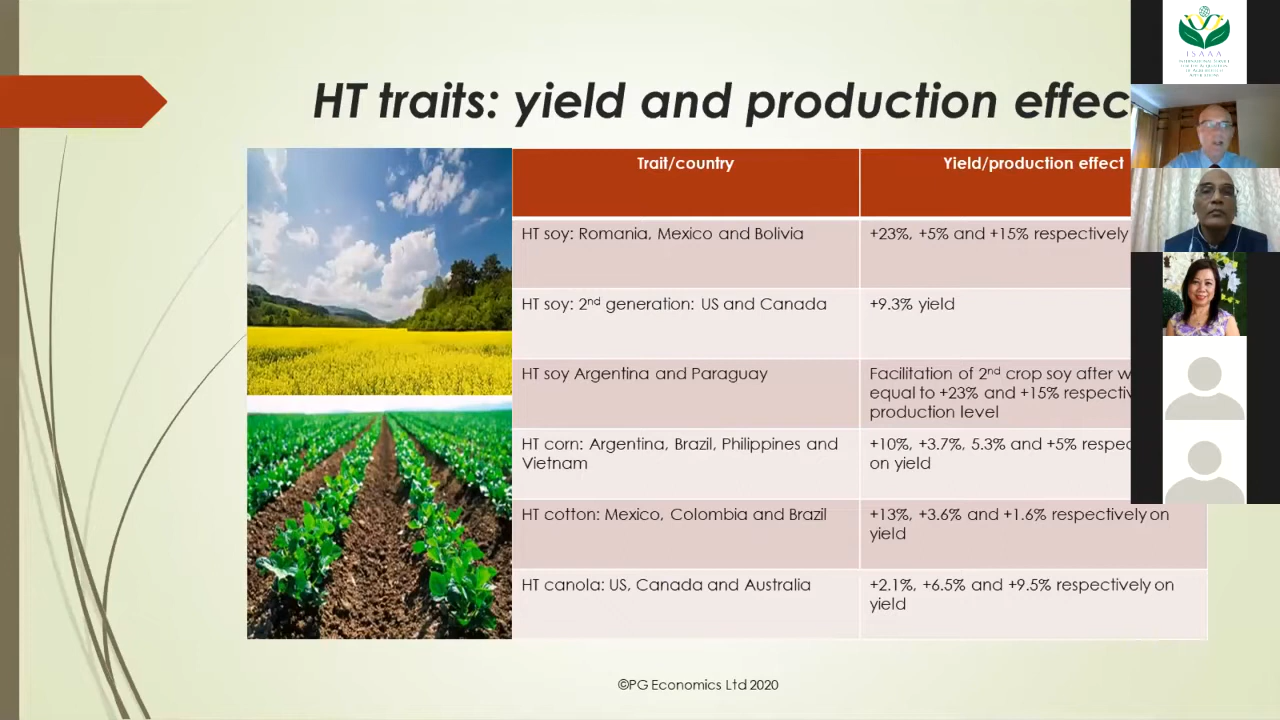 HT traits: yield and production
Trait/country
Yield/production effect
HT soy: Romania, Mexico and Bolivia
+23%, +5% and +15% respectively
HT soy: 2nd generation: US and Canada
+9.3% yield
HT soy Argentina and Paraguay
Facilitation of 2nd crop soy after
equal to +23% and +15%
production level
HT corn: Argentina, Brazil, Philippines and
Vietnam
+10%, +3.7%, 5.3% and +5%
on yield
HT cotton: Mexico, Colombia and Brazil
+13%, +3.6% and +1.6% respectively on
yield
HT canola: US, Canada and Australia
+2.1%, +6.5% and +9.5% respectively on
yield
©PG Economics Ltd 2020
ISAAA